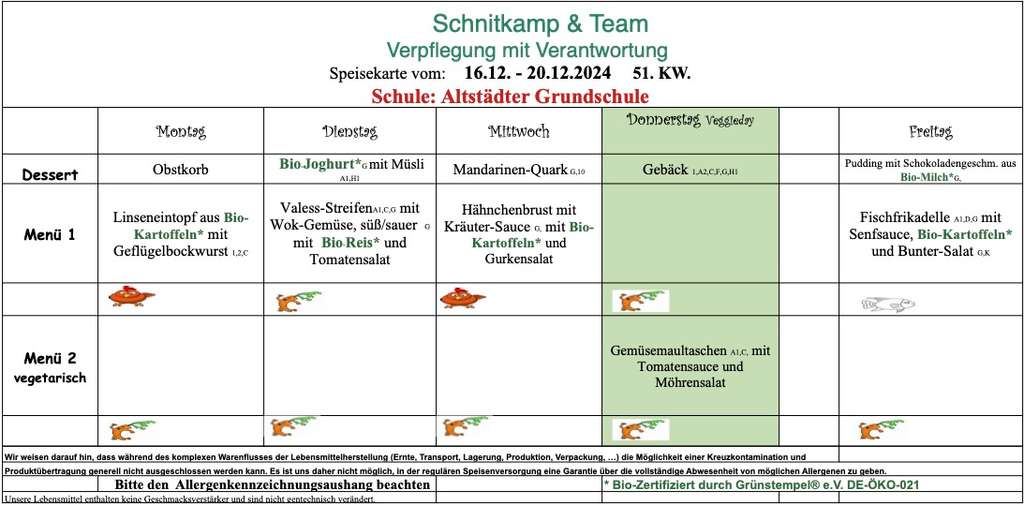 Schnitkamp & Team
Verpflegung mit Verantwortung
Speisekarte vom: 16.12. - 20.12.2024 51. KW.
Schule: Altstädter Grundschule
Montag Dienstag Mittwoch Donnerstag Veggieday Freitag
Dessert
Obstkorb
Bio-Joghurt*G mit Müsli
A1,H1
Mandarinen-Quark G,10
Gebäck 1,A2,C,F,G,H1
Pudding mit Schokoladengeschm. aus
Bio-Milch*G,
Menü 1
Linseneintopf aus Bio-
Kartoffeln* mit
Geflügelbockwurst 1,2,C
Valess-StreifenA1,C,G mit
Wok-Gemüse, süß/sauer G
mit Bio-Reis* und
Tomatensalat
Hähnchenbrust mit
Kräuter-Sauce G, mit Bio-
Kartoffeln* und
Gurkensalat
Fischfrikadelle A1,D,G mit
Senfsauce, Bio-Kartoffeln*
und Bunter-Salat G,K
Menü 2
vegetarisch
Gemüsemaultaschen A1,C, mit
Tomatensauce und
Möhrensalat
Wir weisen darauf hin, dass während des komplexen Warenflusses der Lebensmittelherstellung (Ernte, Transport, Lagerung, Produktion, Verpackung, ...) die Möglichkeit einer Kreuzkontamination und
Produktübertragung generell nicht ausgeschlossen werden kann. Es ist uns daher nicht möglich, in der regulären Speisenversorgung eine Garantie über die vollständige Abwesenheit von möglichen Allergenen zu geben.
Bitte den Allergenkennzeichnungsaushang beachten
* Bio-Zertifiziert durch Grünstempel® e.V. DE-ÖKO-021
Unsere Lebensmittel enthalten keine Geschmacksverstärker und sind nicht gentechnisch verändert.